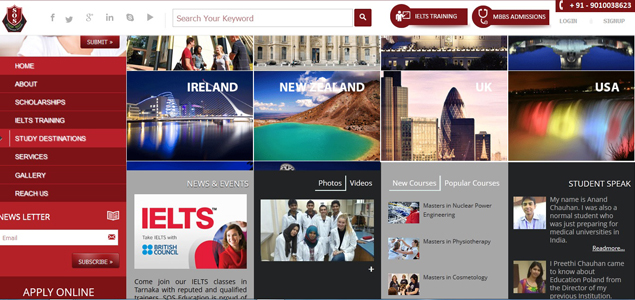 SOS
Search Your Keyword
IELTS TRAINING
MBBS ADMISSIONS
+ 91 - 9010038623
LOGIN
SIGNUP
SUBMIT »
HOME
ABOUT
SCHOLARSHIPS
IELTS TRAINING
STUDY DESTINATIONS
SERVICES
GALLERY
REACH US
NEWS LETTER
Email
SUBSCRIBE »
APPLY ONLINE
IRELAND
NEW ZEALAND
UK
USA
NEWS & EVENTS
IELTS™
Take IELTS with
BRITISH
COUNCIL
Come join our IELTS classes in
Tarnaka with reputed and qualified
trainers. SOS Education is proud of
Photos
Videos
New Courses
Popular Courses
Masters in Nuclear Power
Engineering
Masters in Physiotherapy
Masters in Cosmetology
STUDENT SPEAK
My name is Anand
Chauhan. I was also a
normal student who
was just preparing for
medical universities in
India.
Readmore...
I Preethi Chauhan came
to know about
Education Poland from
the Director of my
previous Institution.